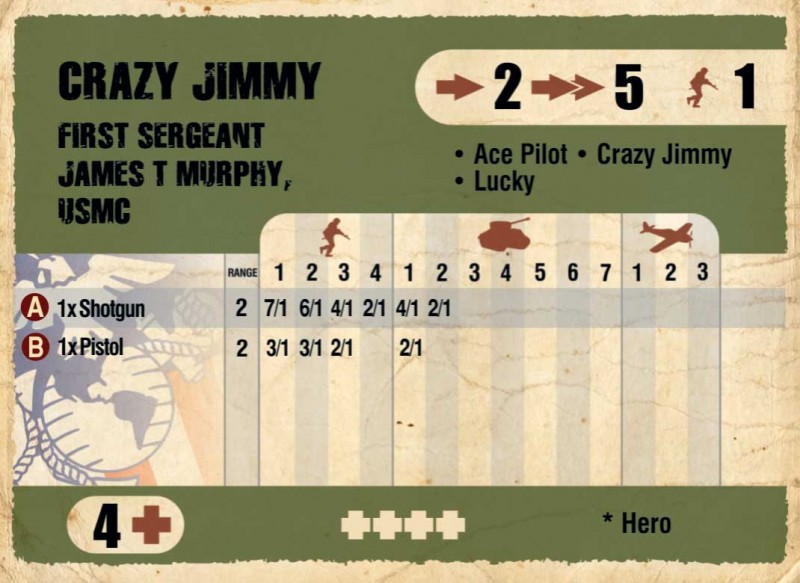 CRAZY JIMMY
2 5 1
FIRST SERGEANT
JAMES T MURPHY,
USMC
• Ace Pilot • Crazy Jimmy
• Lucky
RANGE 1 2 3 4 1 2 3 4 5 6 7 1 2 3
A 1x Shotgun 2 7/1 6/1 4/1 2/1 4/1 2/1
B 1x Pistol 2 3/1 3/1 2/1 2/1
4
* Hero